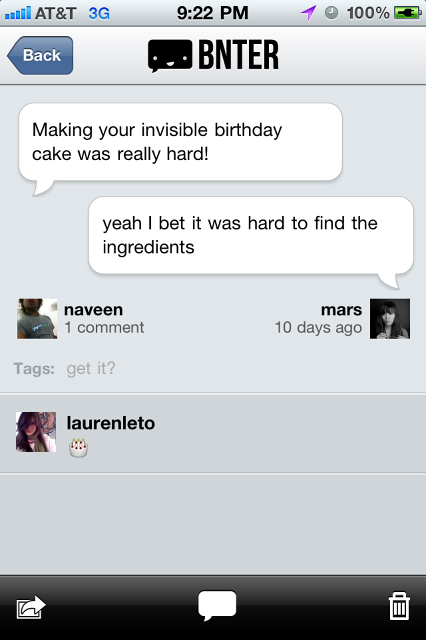 AT&T 3G 9:22 PM 100%
Back BNTER
Making your invisible birthday
cake was really hard!
yeah I bet it was hard to find the
ingredients
naveen mars
1 comment 10 days ago
Tags: get it?
laurenleto